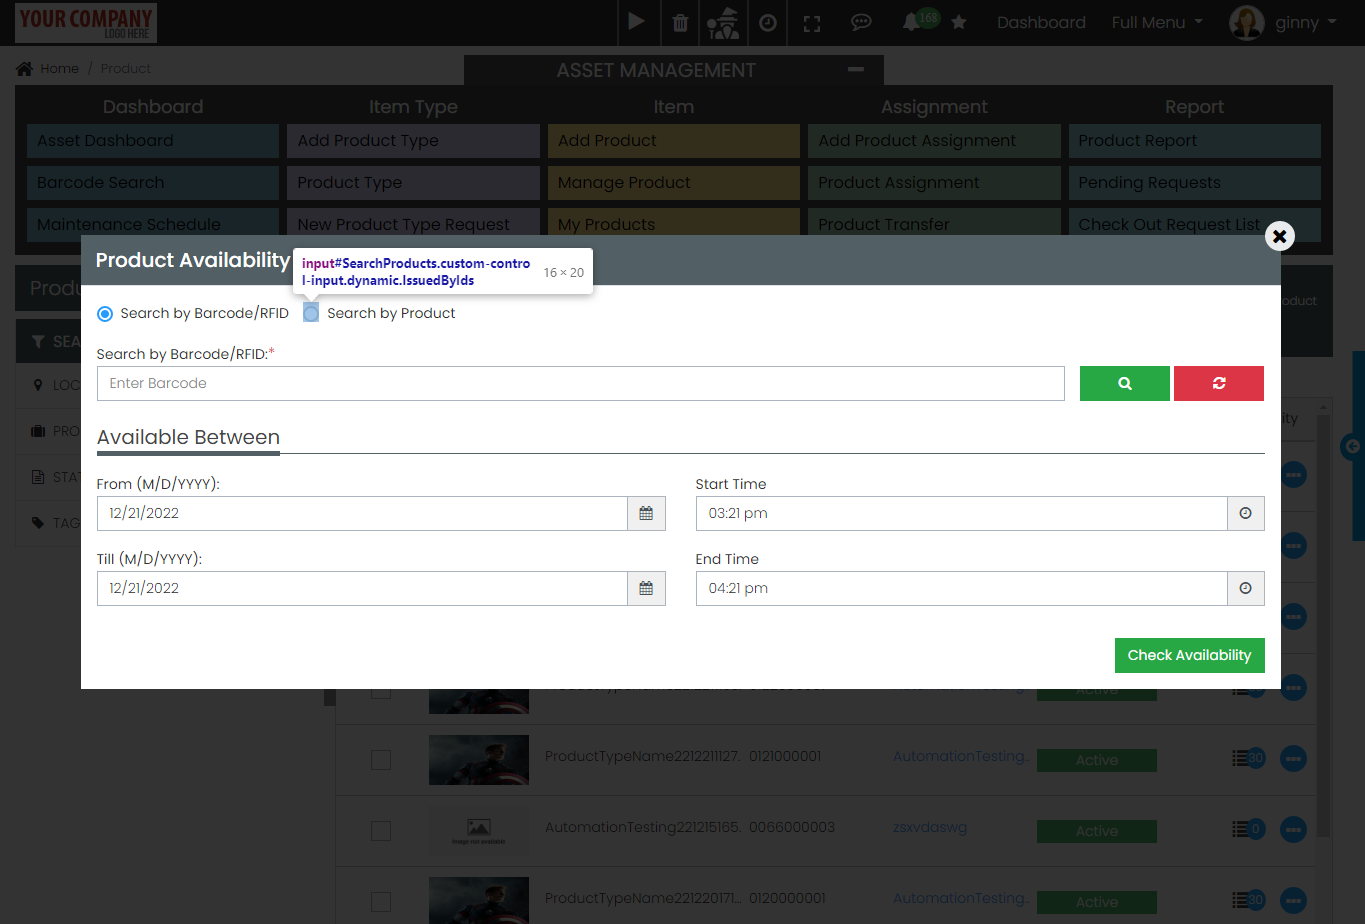 YOUR COMPANY
LOGO HERE
168
Dashboard
Full Menu
ginny
Home / Product
ASSET MANAGEMENT
Dashboard
Item Type
Item
Assignment
Report
Asset Dashboard
Add Product Type
Add Product
Add Product Assignment
Product Report
Barcode Search
Product Type
Manage Product
Product Assignment
Pending Requests
Maintenance Schedule
New Product Type Request
My Products
Product Transfer
Check Out Request List
Product Availability
input#SearchProducts.custom-contro
l-input.dynamic.IssuedByIds
16 × 20
Produ
oduct
Search by Barcode/RFID
Search by Product
SEA
Search by Barcode/RFID:*
Enter Barcode
LOC
PRO
ity
Available Between
STAT
From (M/D/YYYY):
Start Time
12/21/2022
03:21 pm
TAG
Till (M/D/YYYY):
End Time
12/21/2022
04:21 pm
Check Availability
Active
ProductTypeName2212211127.
0121000001
AutomationTesting..
Active
30
AutomationTesting221215165.
0066000003
zsxvdaswg
Active
0
Image not available
ProductTypeName221220171...
0120000001
AutomationTesting..
Active
30